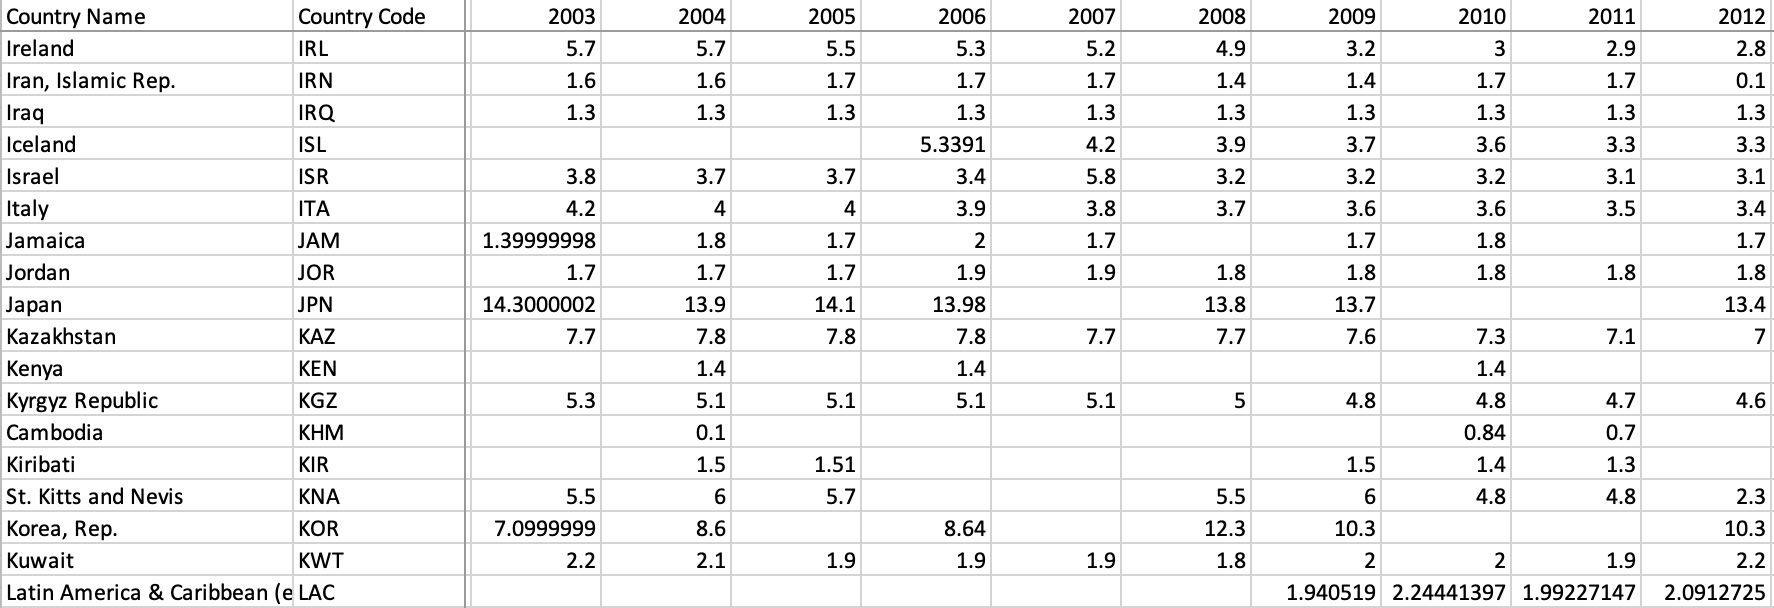 Country Name Country Code 2003 2004 2005 2006 2007 2008 2009 2010 2011 2012
Ireland IRL 5.7 5.7 5.5 5.3 5.2 4.9 3.2 3 2.9 2.8
Iran, Islamic Rep. IRN 1.6 1.6 1.7 1.7 1.7 1.4 1.4 1.7 1.7 0.1
Iraq IRQ 1.3 1.3 1.3 1.3 1.3 1.3 1.3 1.3 1.3 1.3
Iceland ISL 5.3391 4.2 3.9 3.7 3.6 3.3 3.3
Israel ISR 3.8 3.7 3.7 3.4 5.8 3.2 3.2 3.2 3.1 3.1
Italy ITA 4.2 4 4 3.9 3.8 3.7 3.6 3.6 3.5 3.4
Jamaica JAM 1.39999998 1.8 1.7 2 1.7 1.7 1.8 1.7
Jordan JOR 1.7 1.7 1.7 1.9 1.9 1.8 1.8 1.8 1.8 1.8
Japan JPN 14.3000002 13.9 14.1 13.98 13.8 13.7 13.4
Kazakhstan KAZ 7.7 7.8 7.8 7.8 7.7 7.7 7.6 7.3 7.1 7
Kenya KEN 1.4 1.4 1.4
Kyrgyz Republic KGZ 5.3 5.1 5.1 5.1 5.1 5 4.8 4.8 4.7 4.6
Cambodia KHM 0.1 0.84 0.7
Kiribati KIR 1.5 1.51 1.5 1.4 1.3
St. Kitts and Nevis KNA 5.5 6 5.7 5.5 6 4.8 4.8 2.3
Korea, Rep. KOR 7.0999999 8.6 8.64 12.3 10.3 10.3
Kuwait KWT 2.2 2.1 1.9 1.9 1.9 1.8 2 2 1.9 2.2
Latin America & Caribbean (e LAC 1.940519 2.24441397 1.99227147 2.0912725